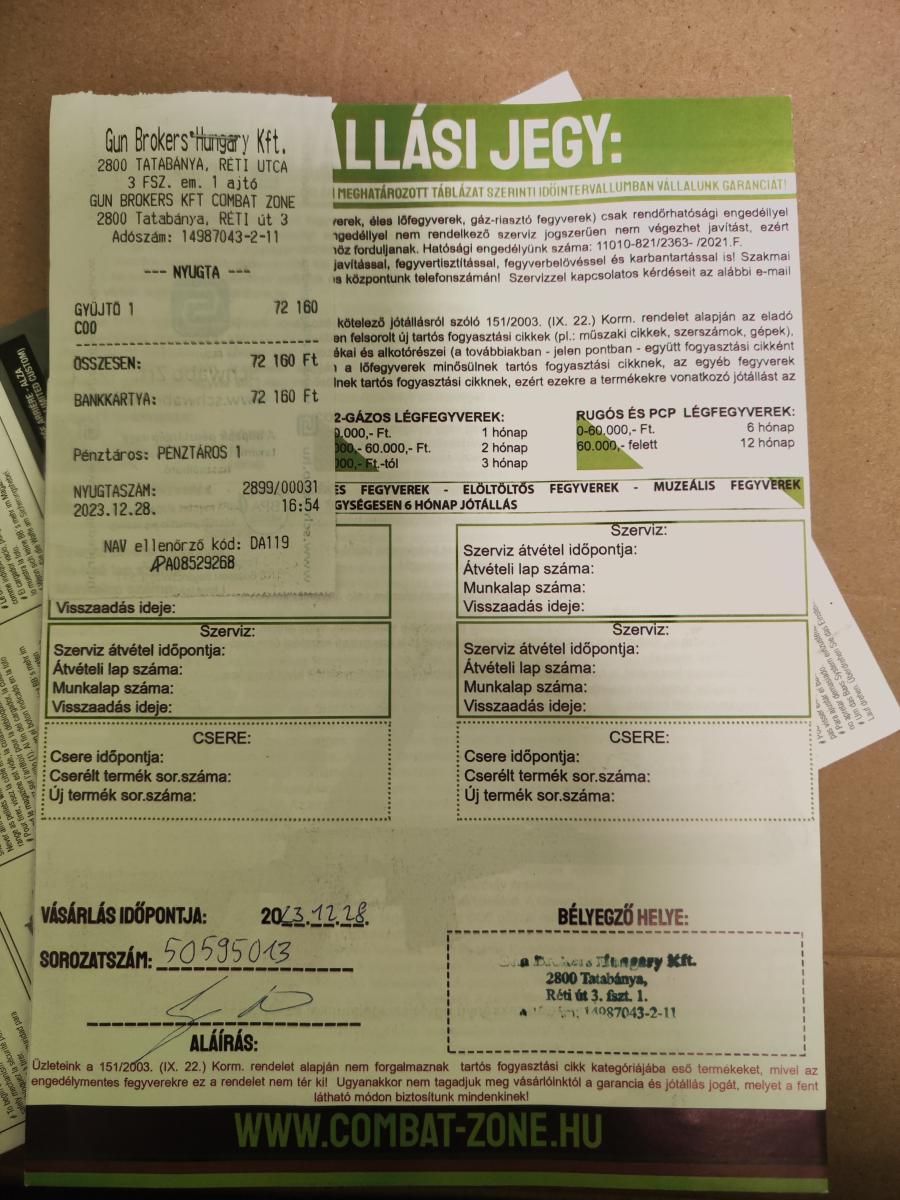 Gun Brokers Hungary Kft.
2800 TATABÁNYA, RÉTI UTCA
3 FSZ. em. 1 ajtó
GUN BROKERS KFT COMBAT ZONE
2800 Tatabánya, RÉTI út 3
Adószám: 14987043-2-11
--- NYUGTA ---
GYŰJTŐ 1 72 160
C00
ÖSSZESEN: 72 160 Ft
BANKKARTYA: 72 160 Ft
Pénztáros: PÉNZTÁROS 1
NYUGTASZÁM: 2899/00031
2023.12.28. 16:54
NAV ellenőrző kód: DA119
APA08529268
ÁLLÁSI JEGY:
MEGHATÁROZOTT TÁBLÁZAT SZERINTI IDŐINTERVALLUMBAN VÁLLALUNK GARANCIÁT!
verek, éles lőfegyverek, gáz-riasztó fegyverek) csak rendőrhatósági engedéllyel
ngedéllyel nem rendelkező szerviz jogszerűen nem végezhet javítást, ezért
höz forduljanak. Hatósági engedélyünk száma: 11010-821/2363- /2021.F.
javítással, fegyvertisztítással, fegyverbelövéssel és karbantartással is! Szakmai
s központunk telefonszámán! Szervizzel kapcsolatos kérdéseit az alábbi e-mail
kötelező jótállásról szóló 151/2003. (IX. 22.) Korm. rendelet alapján az eladó
en felsorolt új tartós fogyasztási cikkek (pl.: műszaki cikkek, szerszámok, gépek),
ékai és alkotórészei (a továbbiakban - jelen pontban - együtt fogyasztási cikként
a lőfegyverek minősülnek tartós fogyasztási cikknek, az egyéb fegyverek
lnek tartós fogyasztási cikknek, ezért ezekre a termékekre vonatkozó jótállást az
2-GÁZOS LÉGFEGYVEREK:
0.000,- Ft. 1 hónap
000,- 60.000,- Ft. 2 hónap
000,- Ft.-tól 3 hónap
RUGÓS ÉS PCP LÉGFEGYVEREK:
0-60.000,- Ft. 6 hónap
60.000,- felett 12 hónap
ES FEGYVEREK - ELÖLTÖLTŐS FEGYVEREK - MUZEÁLIS FEGYVEREK
GYSÉGESEN 6 HÓNAP JÓTÁLLÁS
Visszaadás ideje:
Szerviz:
Szerviz átvétel időpontja:
Átvételi lap száma:
Munkalap száma:
Visszaadás ideje:
Szerviz:
Szerviz átvétel időpontja:
Átvételi lap száma:
Munkalap száma:
Visszaadás ideje:
Szerviz:
Szerviz átvétel időpontja:
Átvételi lap száma:
Munkalap száma:
Visszaadás ideje:
CSERE:
Csere időpontja:
Cserélt termék sor.száma:
Új termék sor.száma:
CSERE:
Csere időpontja:
Cserélt termék sor.száma:
Új termék sor.száma:
VÁSÁRLÁS IDŐPONTJA: 2023.12.28.
SOROZATSZÁM: 50595013
ALÁÍRÁS:
BÉLYEGZŐ HELYE:
Brokers Hungary Kft.
2800 Tatabánya,
Réti út 3. fszt. 1.
14987043-2-11
Üzleteink a 151/2003. (IX. 22.) Korm. rendelet alapján nem forgalmaznak tartós fogyasztási cikk kategóriájába eső termékeket, mivel az
engedélymentes fegyverekre ez a rendelet nem tér ki! Ugyanakkor nem tagadjuk meg vásárlóinktól a garancia és jótállás jogát, melyet a fent
látható módon biztosítunk mindenkinek!
WWW.COMBAT-ZONE.HU